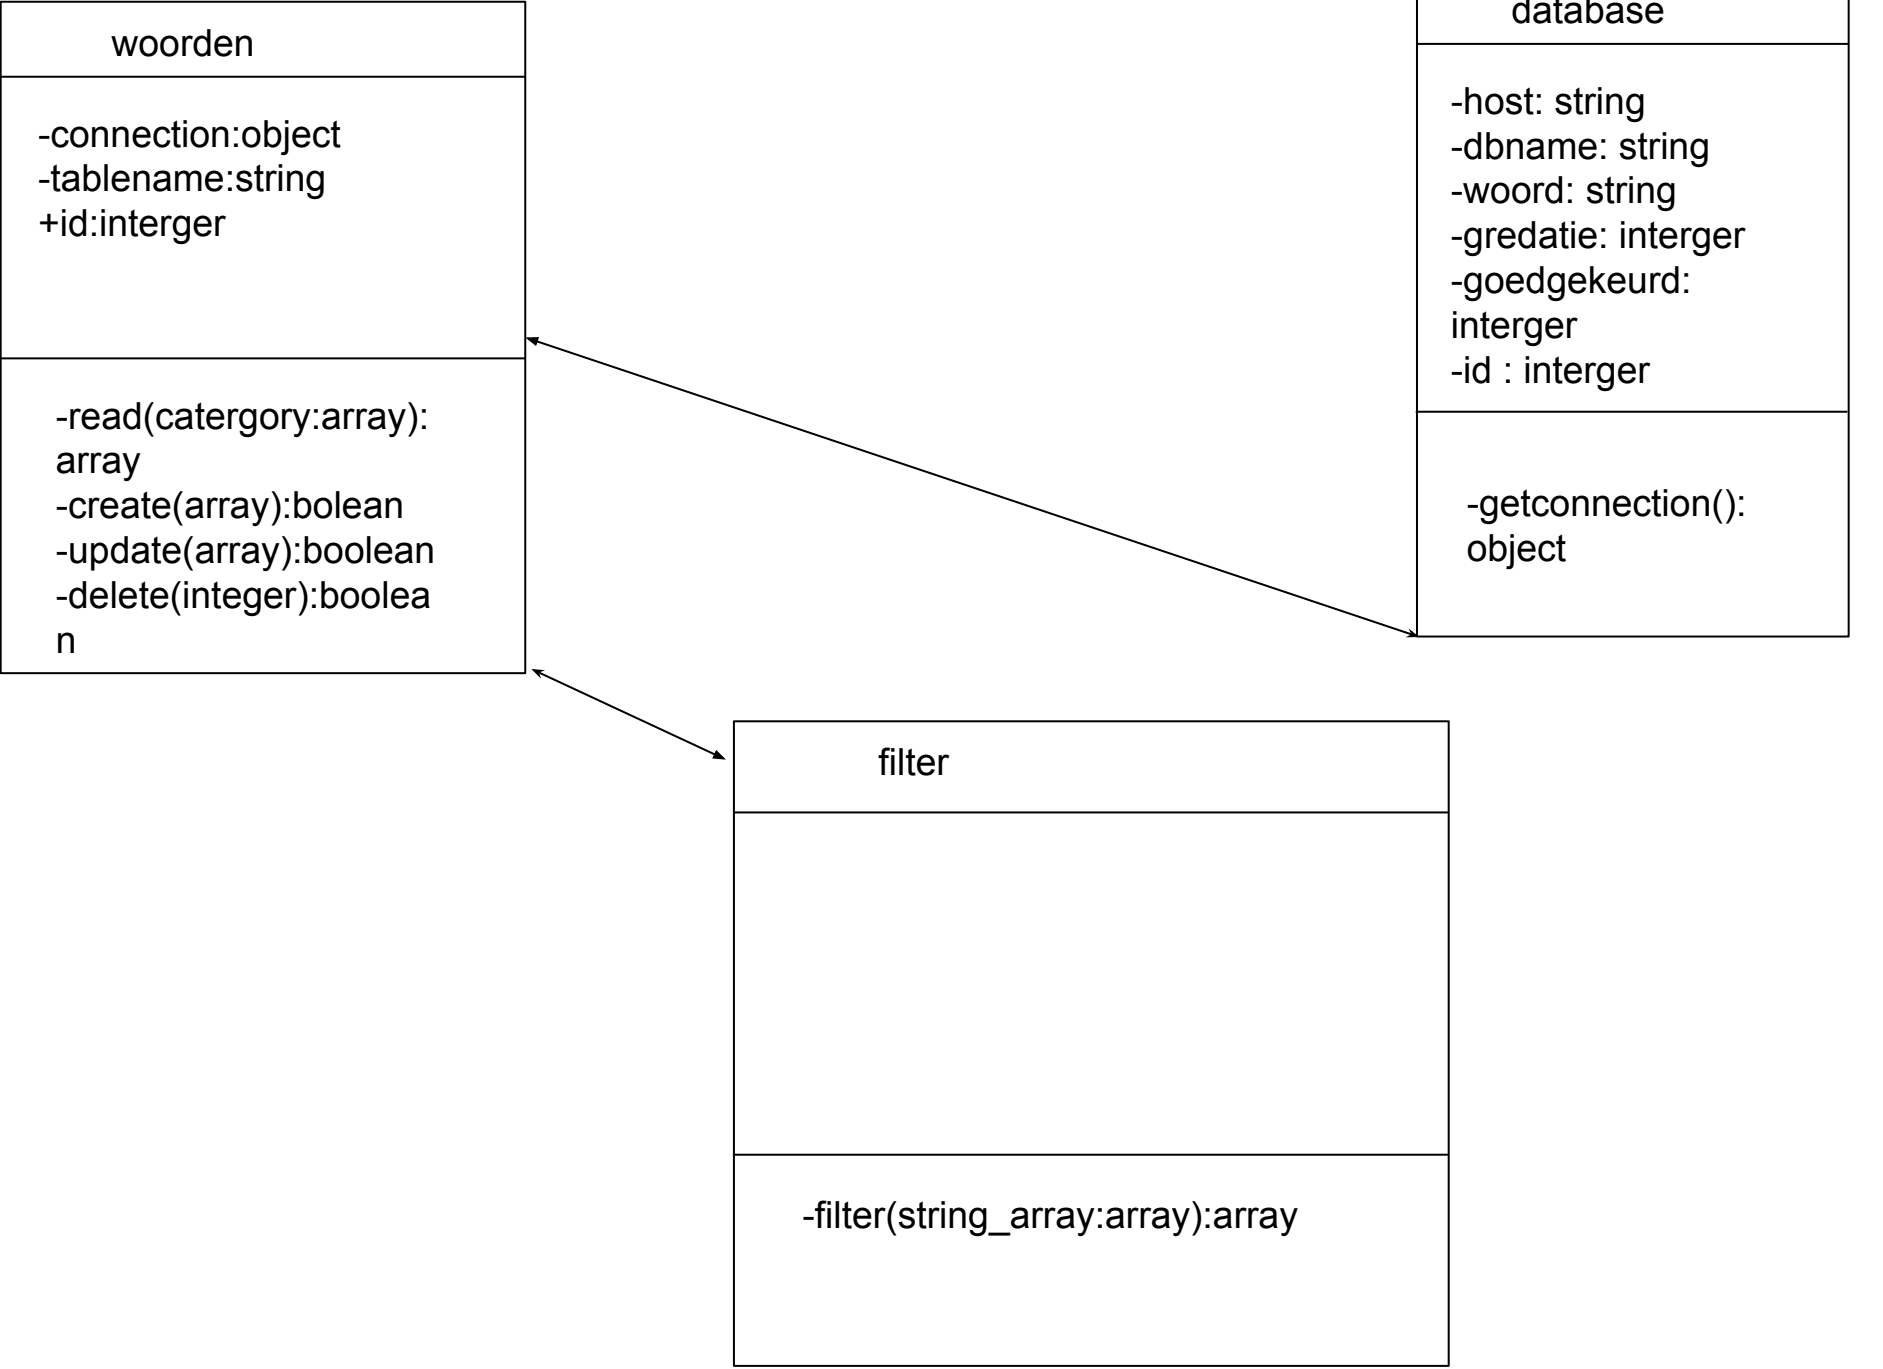 woorden
-connection:object
-tablename:string
+id:interger
-read(catergory:array):
array
-create(array):bolean
-update(array):boolean
-delete(integer):boolea
n
database
-host: string
-dbname: string
-woord: string
-gredatie: interger
-goedgekeurd:
interger
-id : interger
-getconnection():
object
filter
-filter(string_array:array):array